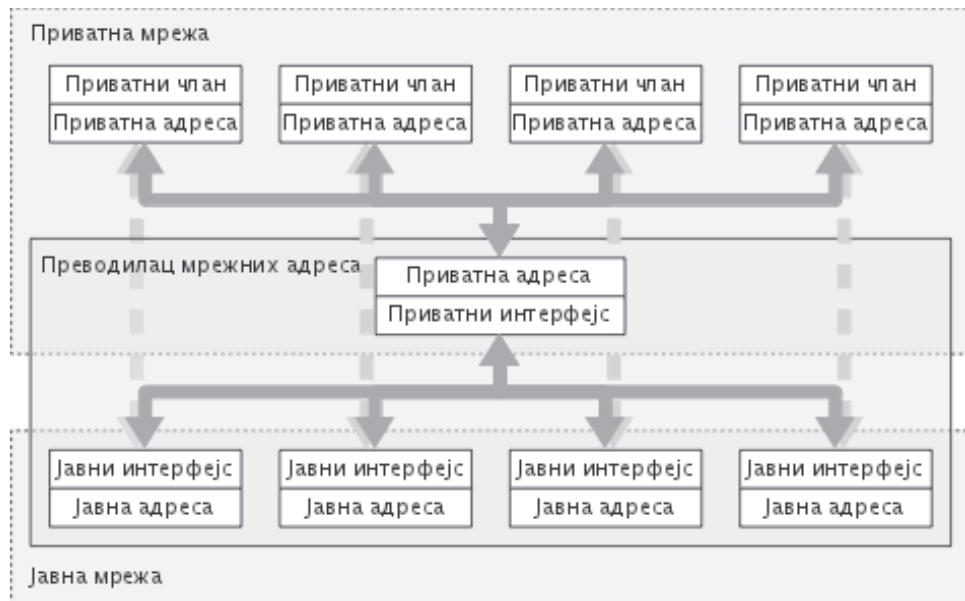 Приватна мрежа
Приватни члан
Приватна адреса
Приватни члан
Приватна адреса
Приватни члан
Приватна адреса
Приватни члан
Приватна адреса
Преводилац мрежних адреса
Приватна адреса
Приватни интерфејс
Јавни интерфејс
Јавна адреса
Јавни интерфејс
Јавна адреса
Јавни интерфејс
Јавна адреса
Јавни интерфејс
Јавна адреса
Јавна мрежа